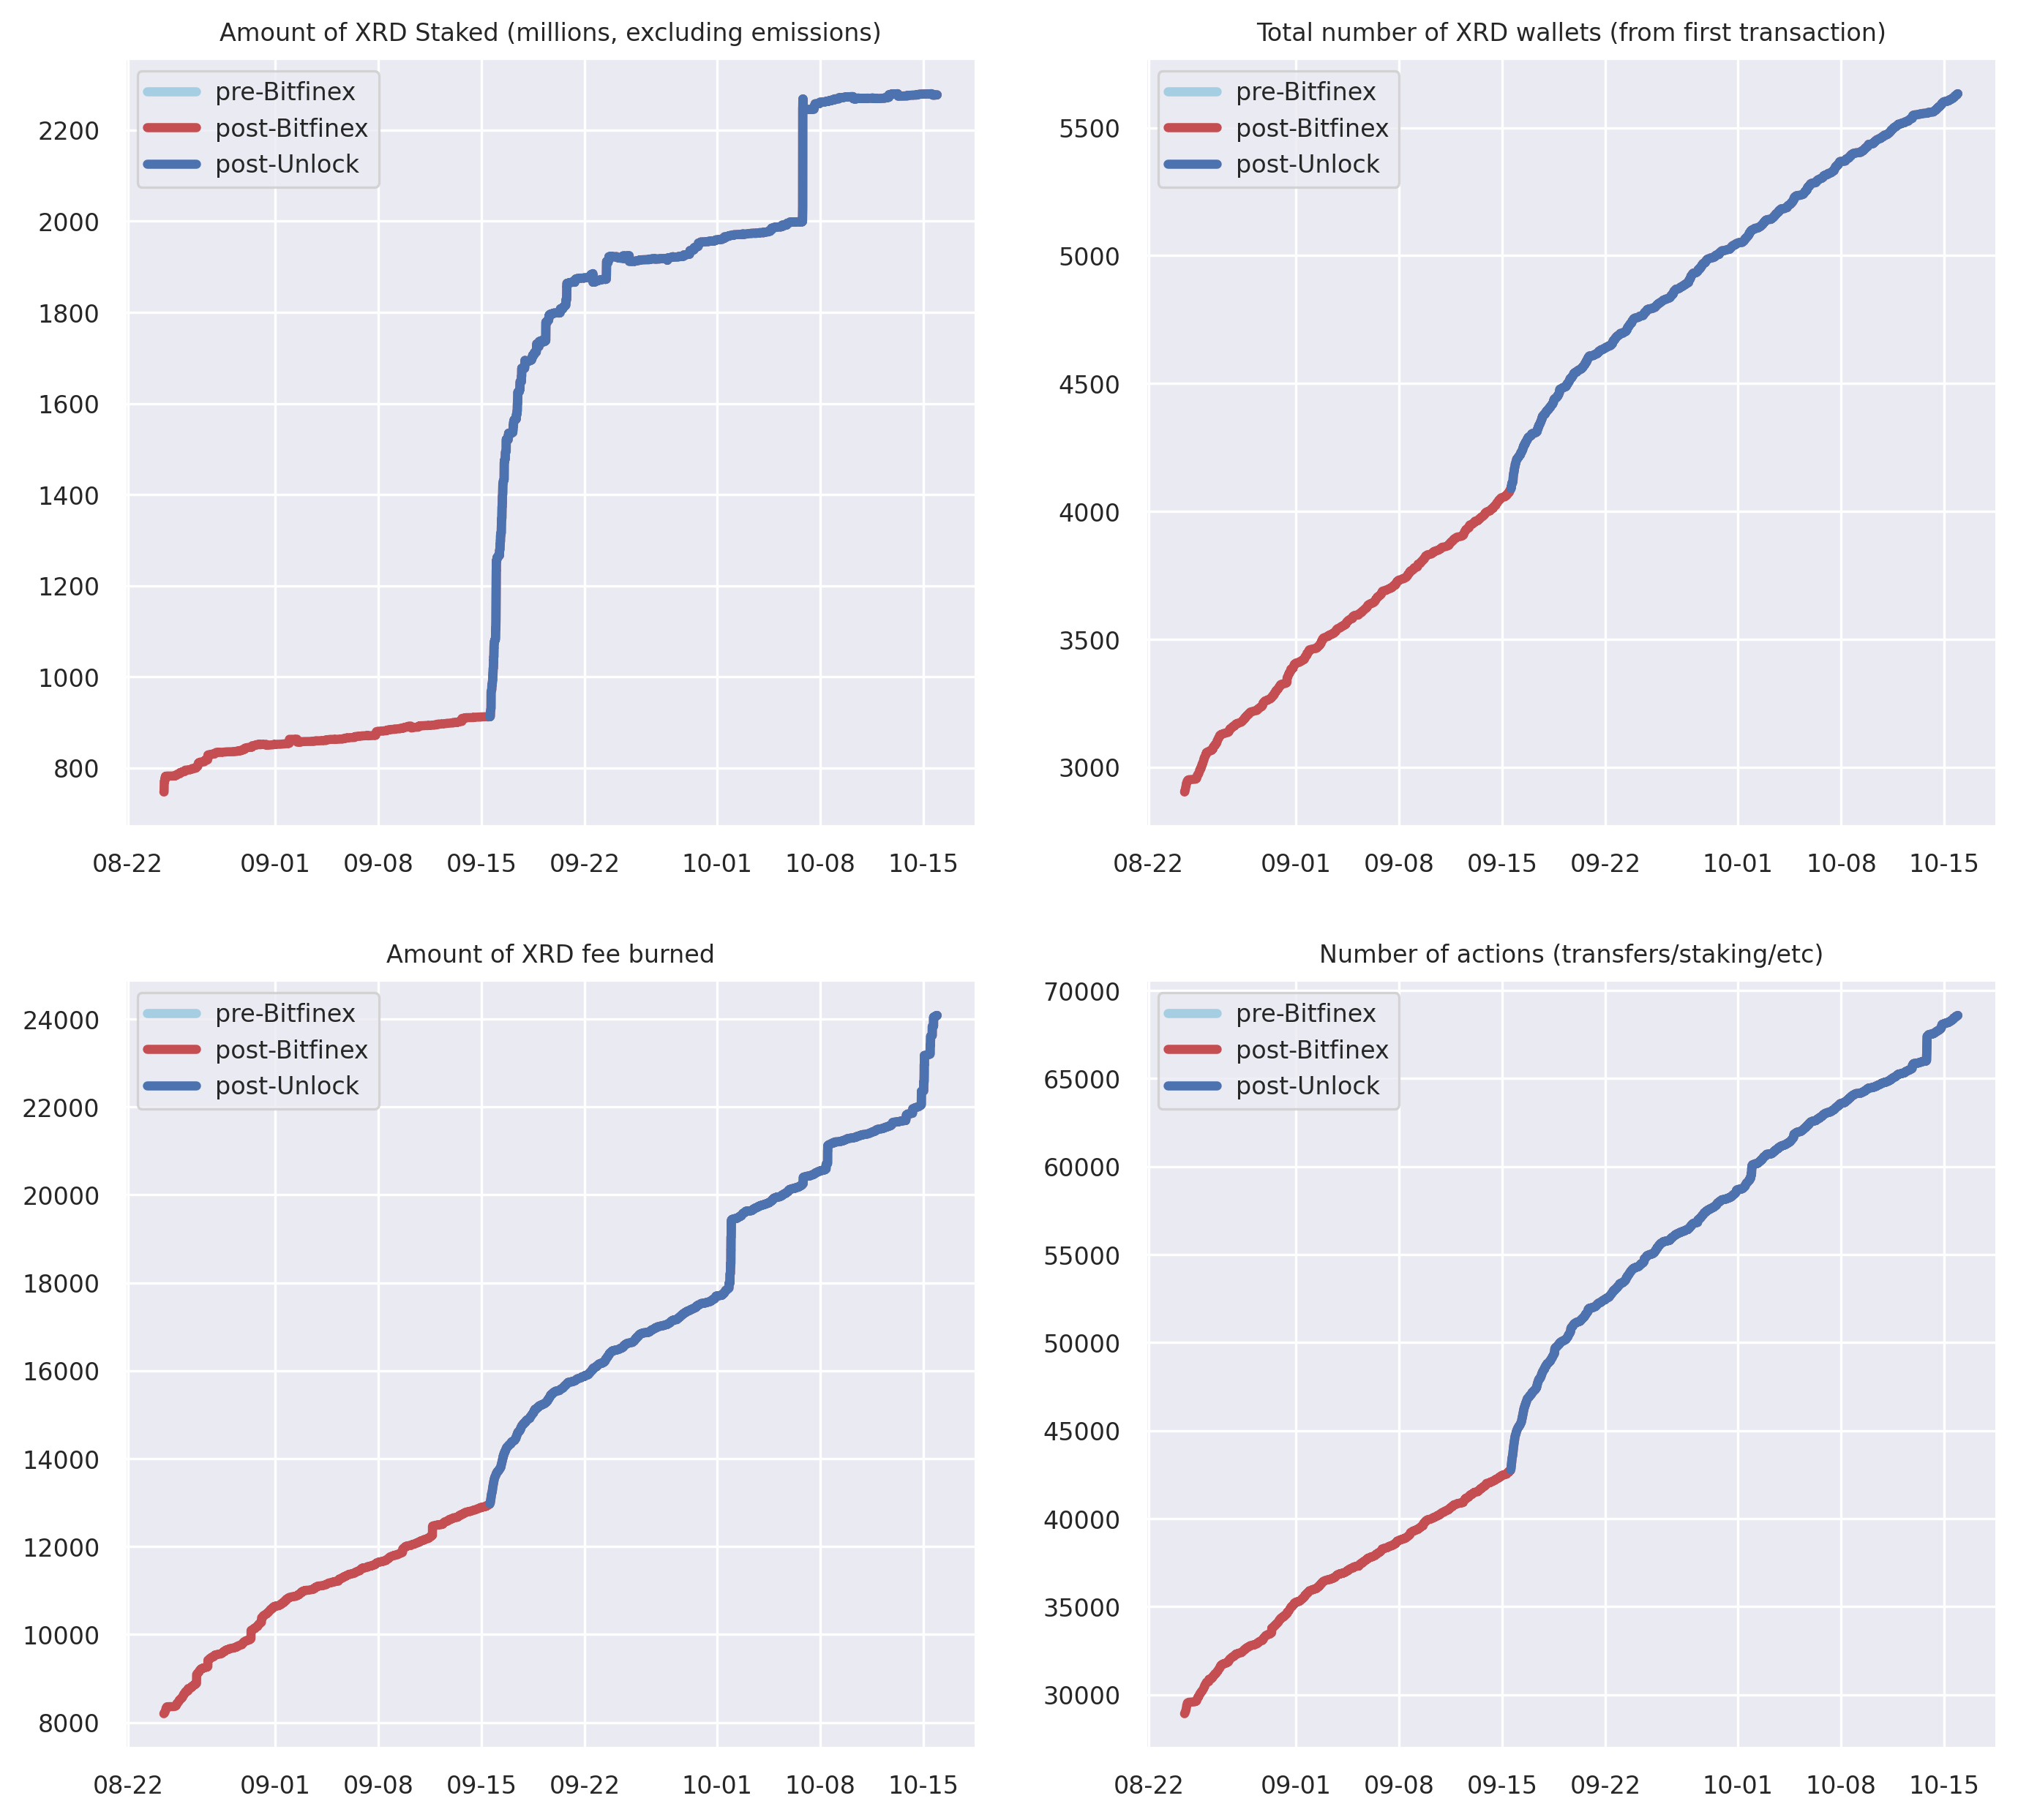 Amount of XRD Staked (millions, excluding emissions)
pre-Bitfinex
post-Bitfinex
post-Unlock
2200
2000
1800
1600
1400
1200
1000
800
08-22 09-01 09-08 09-15 09-22 10-01 10-08 10-15
Total number of XRD wallets (from first transaction)
pre-Bitfinex
post-Bitfinex
post-Unlock
5500
5000
4500
4000
3500
3000
08-22 09-01 09-08 09-15 09-22 10-01 10-08 10-15
Amount of XRD fee burned
pre-Bitfinex
post-Bitfinex
post-Unlock
24000
22000
20000
18000
16000
14000
12000
10000
8000
08-22 09-01 09-08 09-15 09-22 10-01 10-08 10-15
Number of actions (transfers/staking/etc)
pre-Bitfinex
post-Bitfinex
post-Unlock
70000
65000
60000
55000
50000
45000
40000
35000
30000
08-22 09-01 09-08 09-15 09-22 10-01 10-08 10-15